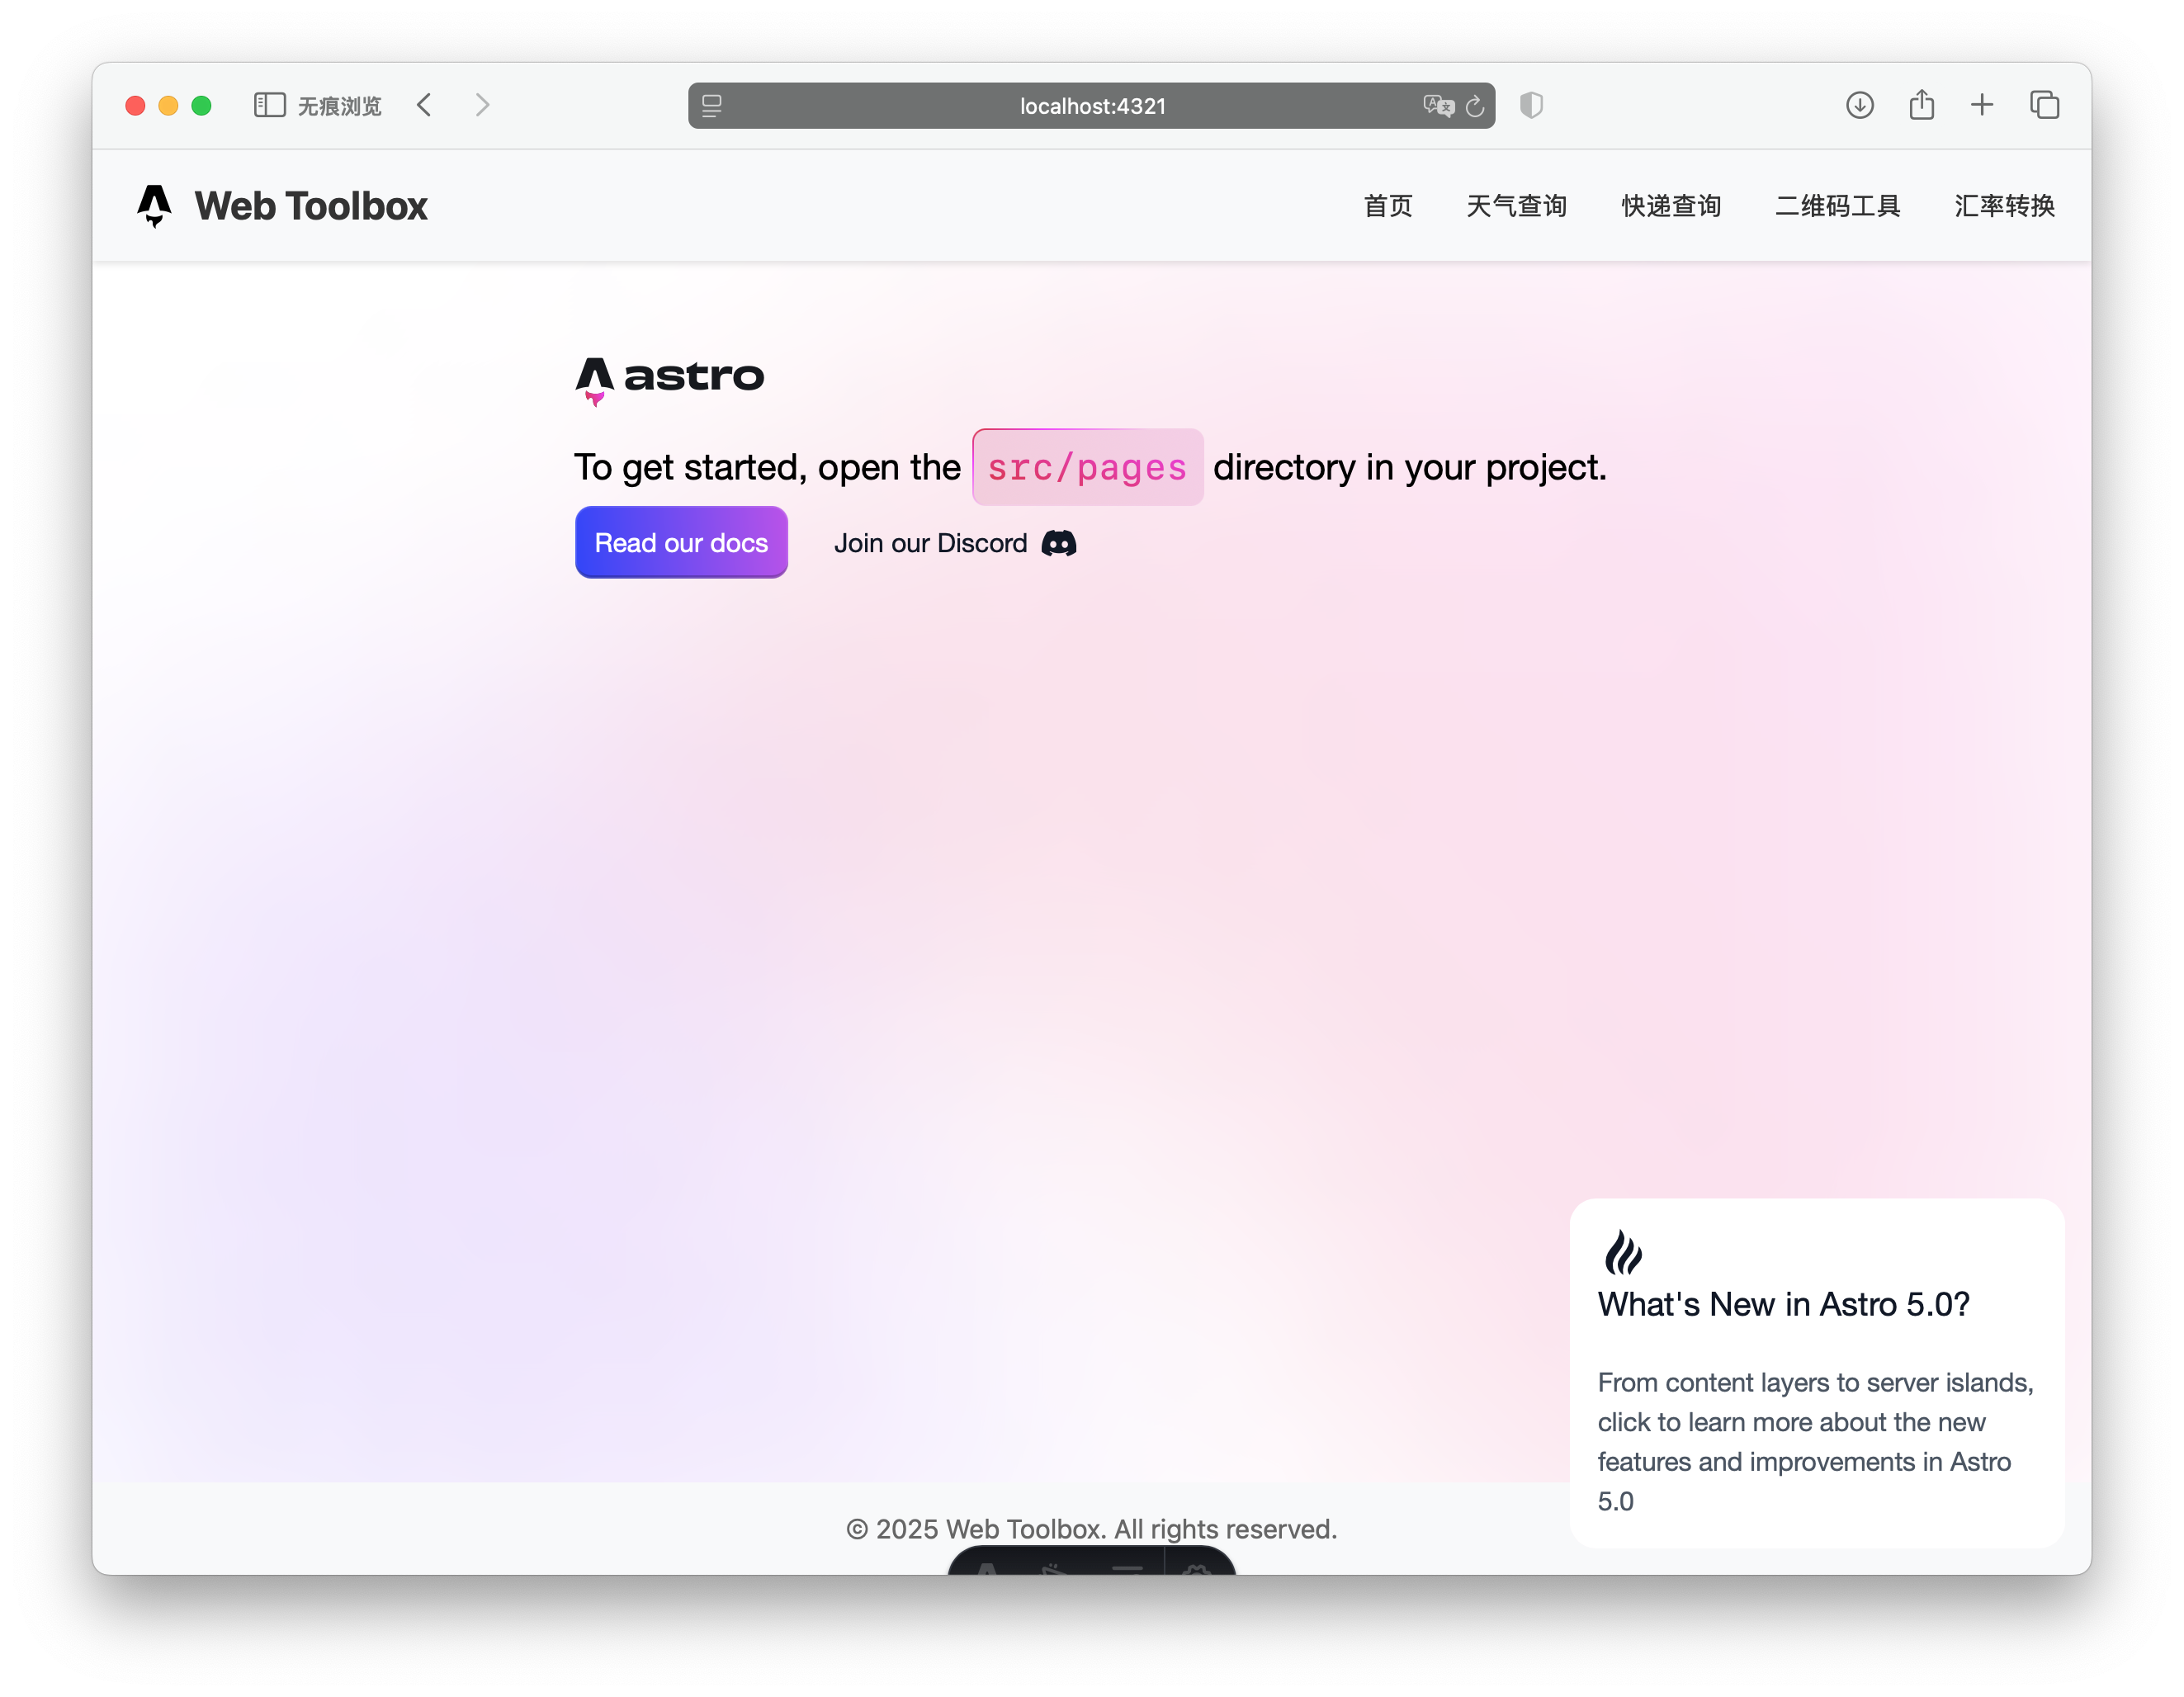 无痕浏览
localhost:4321
Web Toolbox
首页 天气查询 快递查询 二维码工具 汇率转换
astro
To get started, open the src/pages directory in your project.
Read our docs Join our Discord
What's New in Astro 5.0?
From content layers to server islands,
click to learn more about the new
features and improvements in Astro
5.0
© 2025 Web Toolbox. All rights reserved.